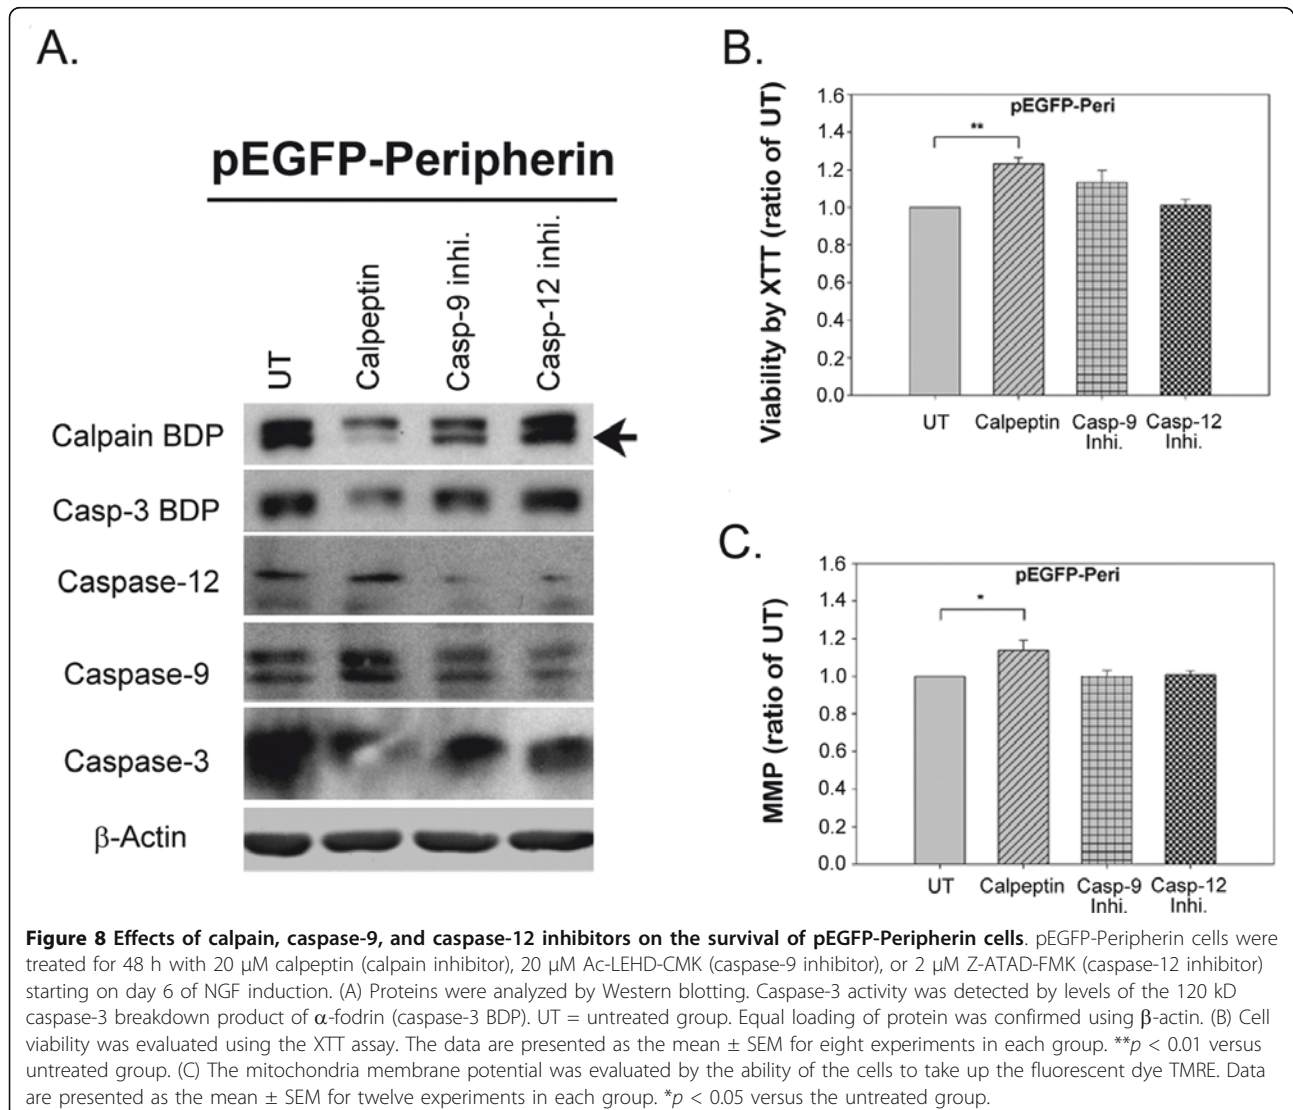 A.
pEGFP-Peripherin
UT
Calpeptin
Casp-9 inhi.
Casp-12 inhi.
Calpain BDP
Casp-3 BDP
Caspase-12
Caspase-9
Caspase-3
β-Actin
B.
Viability by XTT (ratio of UT)
pEGFP-Peri
**
1.6
1.4
1.2
1.0
0.8
0.6
0.4
0.2
0.0
UT Calpeptin Casp-9 Casp-12
Inhi. Inhi.
C.
MMP (ratio of UT)
pEGFP-Peri
*
1.6
1.4
1.2
1.0
0.8
0.6
0.4
0.2
0.0
UT Calpeptin Casp-9 Casp-12
Inhi. Inhi.
Figure 8 Effects of calpain, caspase-9, and caspase-12 inhibitors on the survival of pEGFP-Peripherin cells. pEGFP-Peripherin cells were
treated for 48 h with 20 μM calpeptin (calpain inhibitor), 20 μM Ac-LEHD-CMK (caspase-9 inhibitor), or 2 μM Z-ATAD-FMK (caspase-12 inhibitor)
starting on day 6 of NGF induction. (A) Proteins were analyzed by Western blotting. Caspase-3 activity was detected by levels of the 120 kD
caspase-3 breakdown product of α-fodrin (caspase-3 BDP). UT = untreated group. Equal loading of protein was confirmed using β-actin. (B) Cell
viability was evaluated using the XTT assay. The data are presented as the mean ± SEM for eight experiments in each group. **p < 0.01 versus
untreated group. (C) The mitochondria membrane potential was evaluated by the ability of the cells to take up the fluorescent dye TMRE. Data
are presented as the mean ± SEM for twelve experiments in each group. *p < 0.05 versus the untreated group.